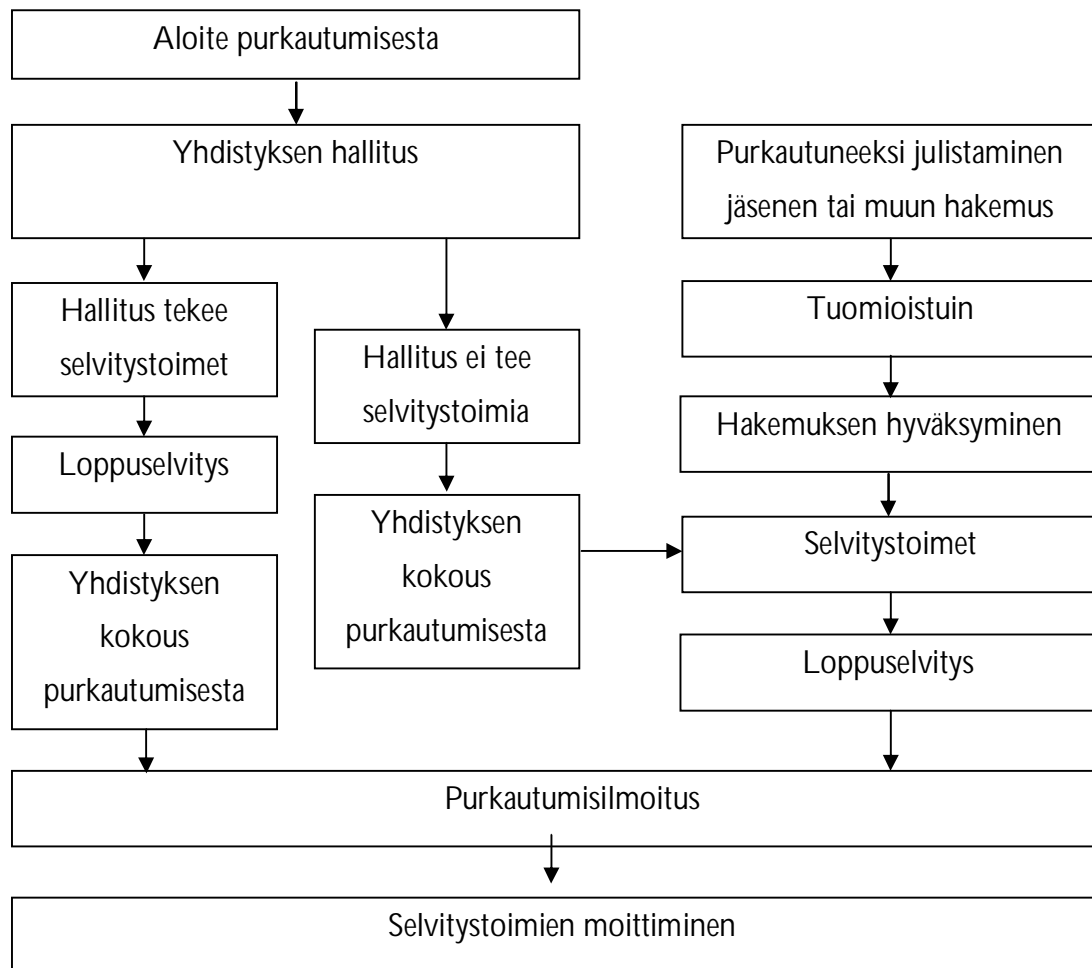 Aloite purkautumisesta
Yhdistyksen hallitus
Purkautuneeksi julistaminen
jäsenen tai muun hakemus
Hallitus tekee
selvitystoimet
Hallitus ei tee
selvitystoimia
Tuomioistuin
Hakemuksen hyväksyminen
Loppuselvitys
Yhdistyksen
kokous
purkautumisesta
Yhdistyksen
kokous
purkautumisesta
Selvitystoimet
Loppuselvitys
Purkautumisilmoitus
Selvitystoimien moittiminen